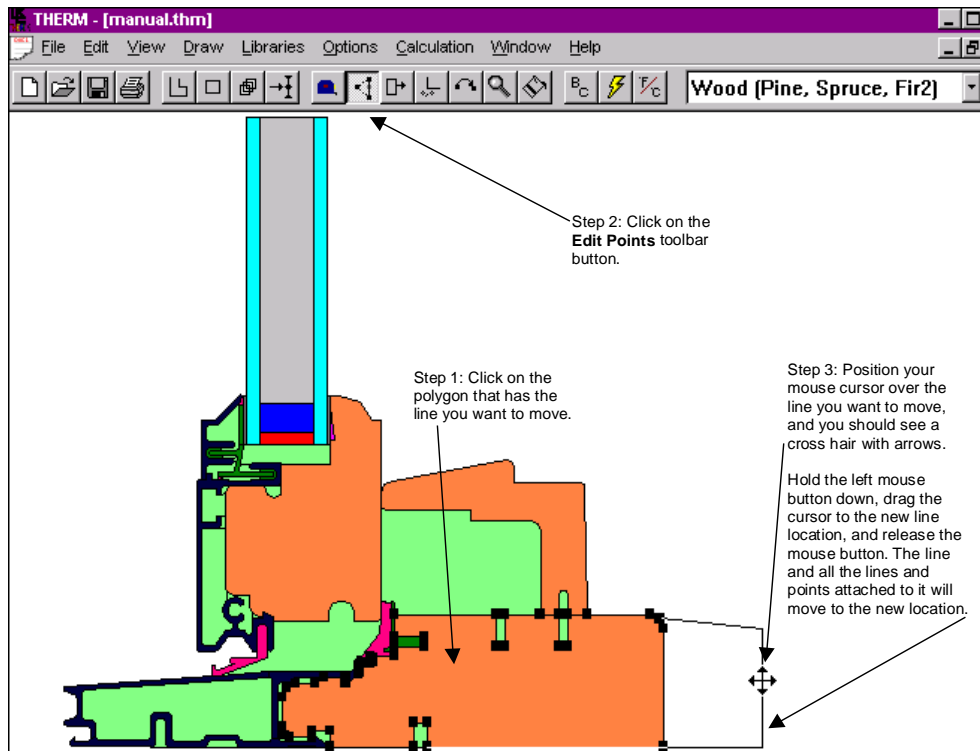 THERM - [manual.thm]
File Edit View Draw Libraries Options Calculation Window Help
BC
°F/C
Wood (Pine, Spruce, Fir2)
Step 2: Click on the
Edit Points toolbar
button.
Step 1: Click on the
polygon that has the
line you want to move.
Step 3: Position your
mouse cursor over the
line you want to move,
and you should see a
cross hair with arrows.
Hold the left mouse
button down, drag the
cursor to the new line
location, and release the
mouse button. The line
and all the lines and
points attached to it will
move to the new location.